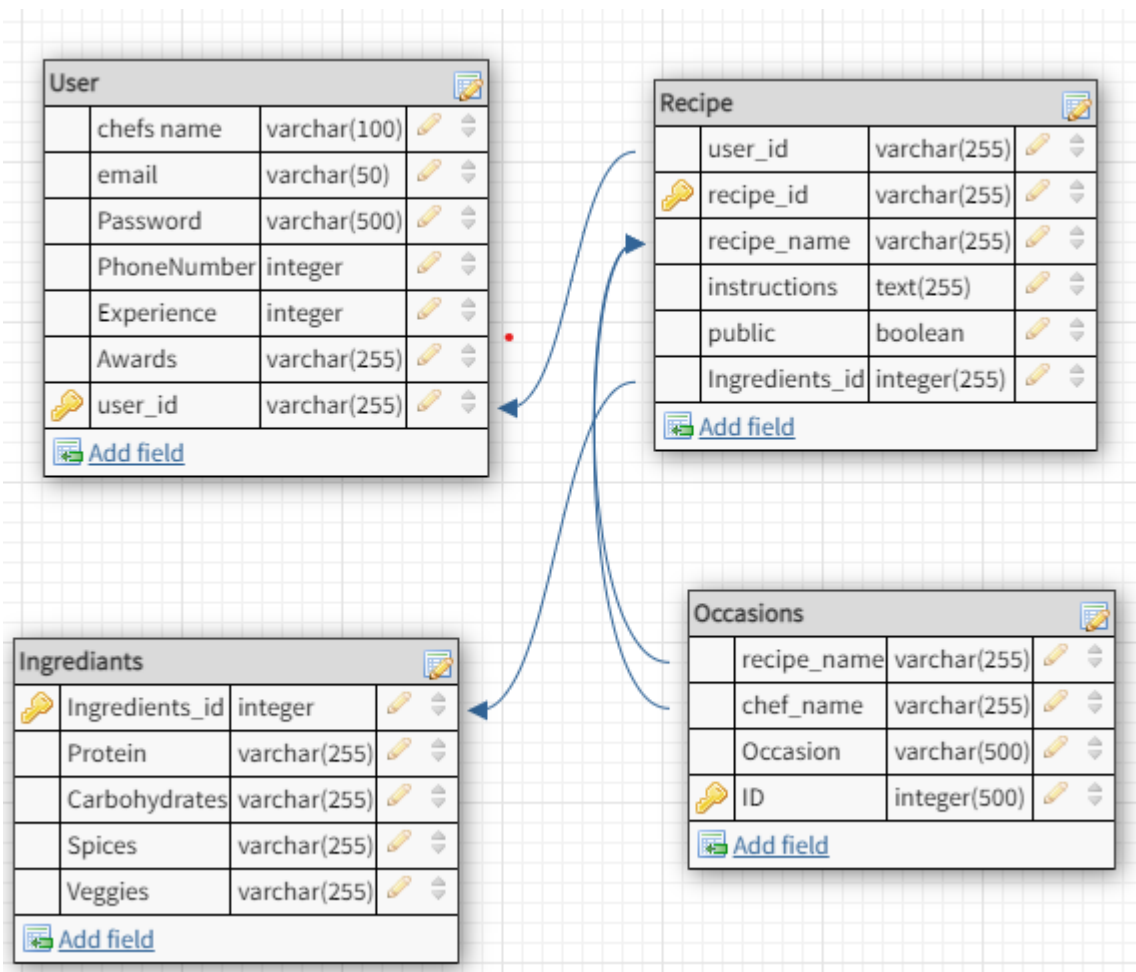 User
chefs name varchar(100)
email varchar(50)
Password varchar(500)
PhoneNumber integer
Experience integer
Awards varchar(255)
user_id varchar(255)
Add field
Recipe
user_id varchar(255)
recipe_id varchar(255)
recipe_name varchar(255)
instructions text(255)
public boolean
Ingredients_id integer(255)
Add field
Ingrediants
Ingredients_id integer
Protein varchar(255)
Carbohydrates varchar(255)
Spices varchar(255)
Veggies varchar(255)
Add field
Occasions
recipe_name varchar(255)
chef_name varchar(255)
Occasion varchar(500)
ID integer(500)
Add field